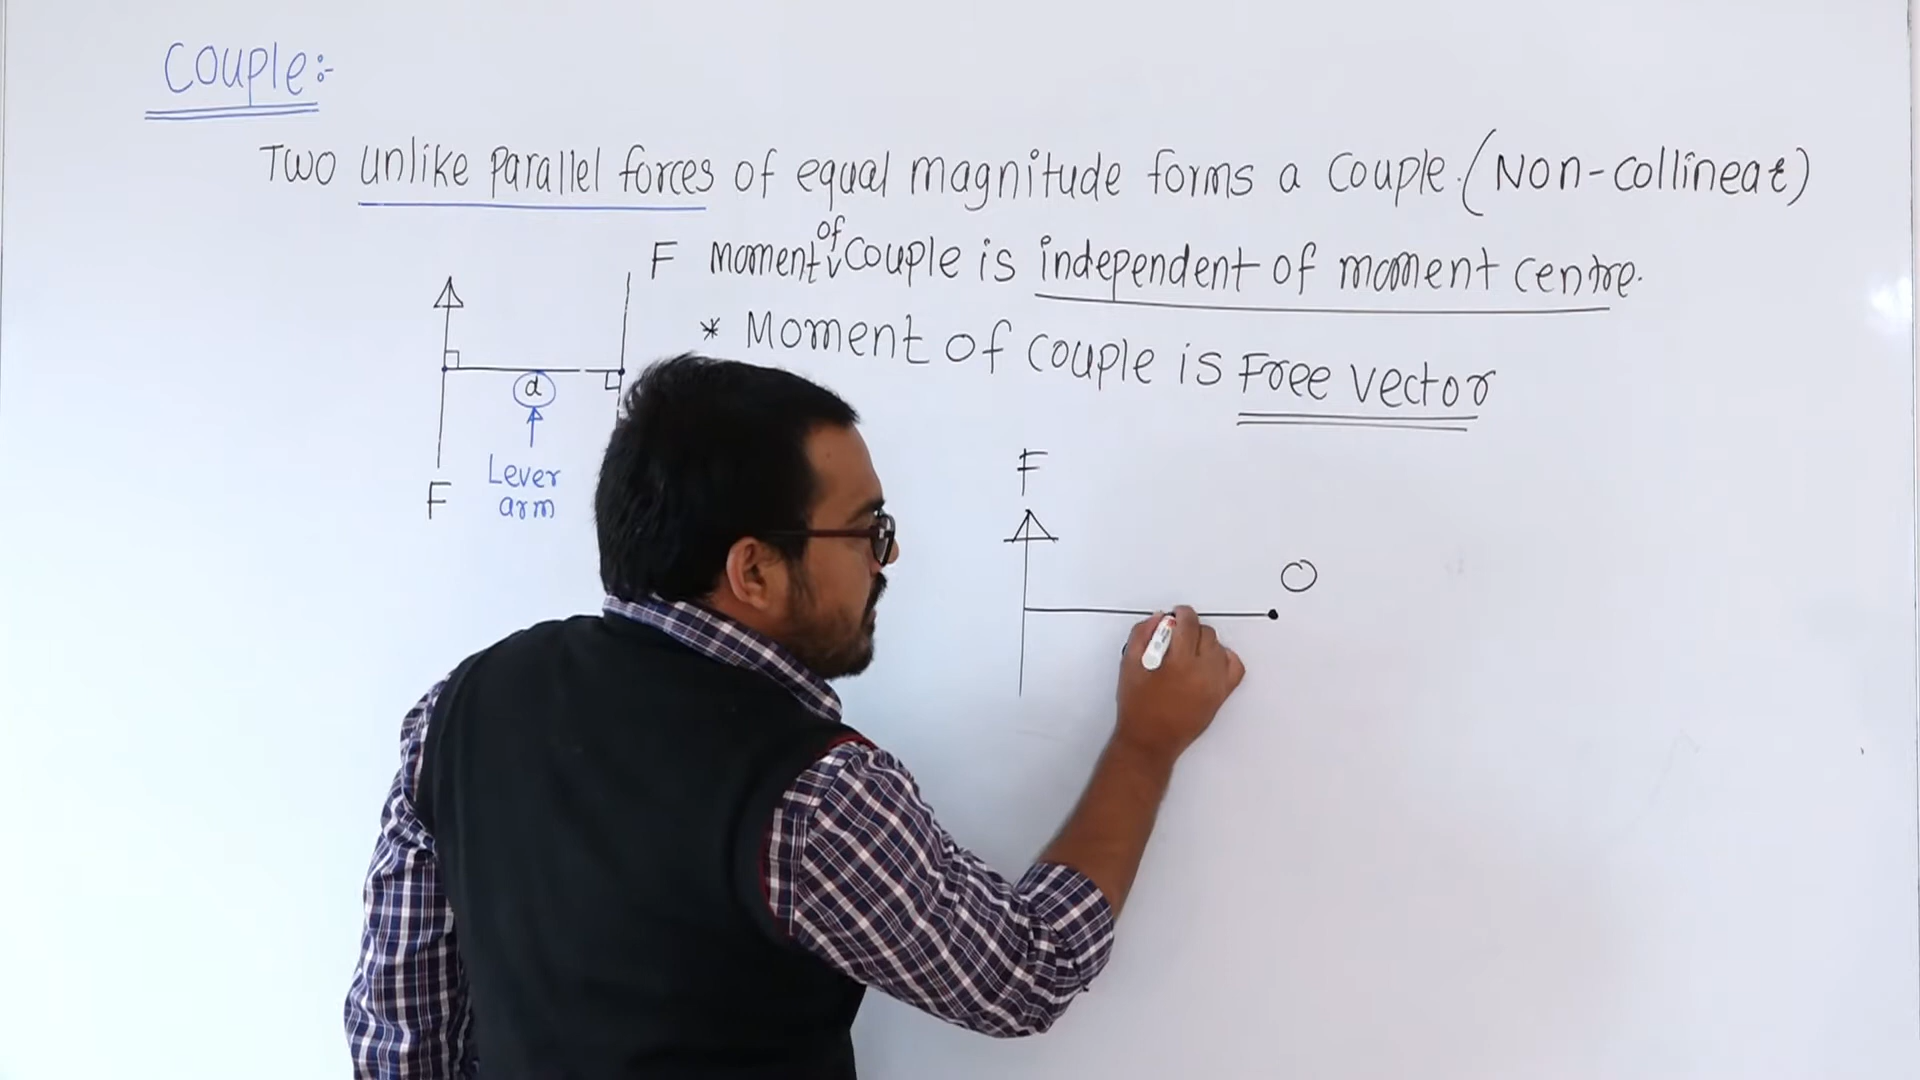 Couple:-
Two unlike parallel forces of equal magnitude forms a couple. (Non-collineat)
F Moment of Couple is independent of moment centre.
* Moment of couple is Free vector
d
Lever
arm
F
F
O